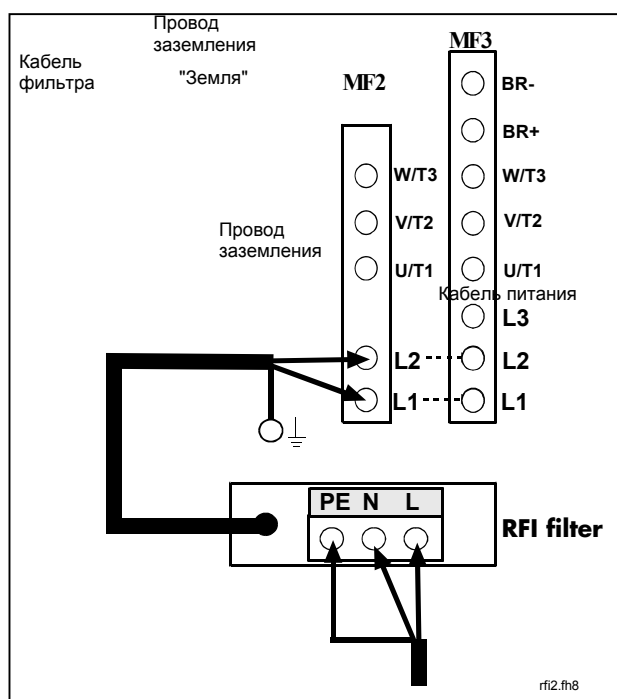 Провод
заземления
"Земля"
Кабель
фильтра
MF2
MF3
BR-
BR+
W/T3
W/T3
V/T2
V/T2
Провод
заземления
U/T1
U/T1
Кабель питания
L3
L2
L2
L1
L1
PE N L
RFI filter
rfi2.fh8